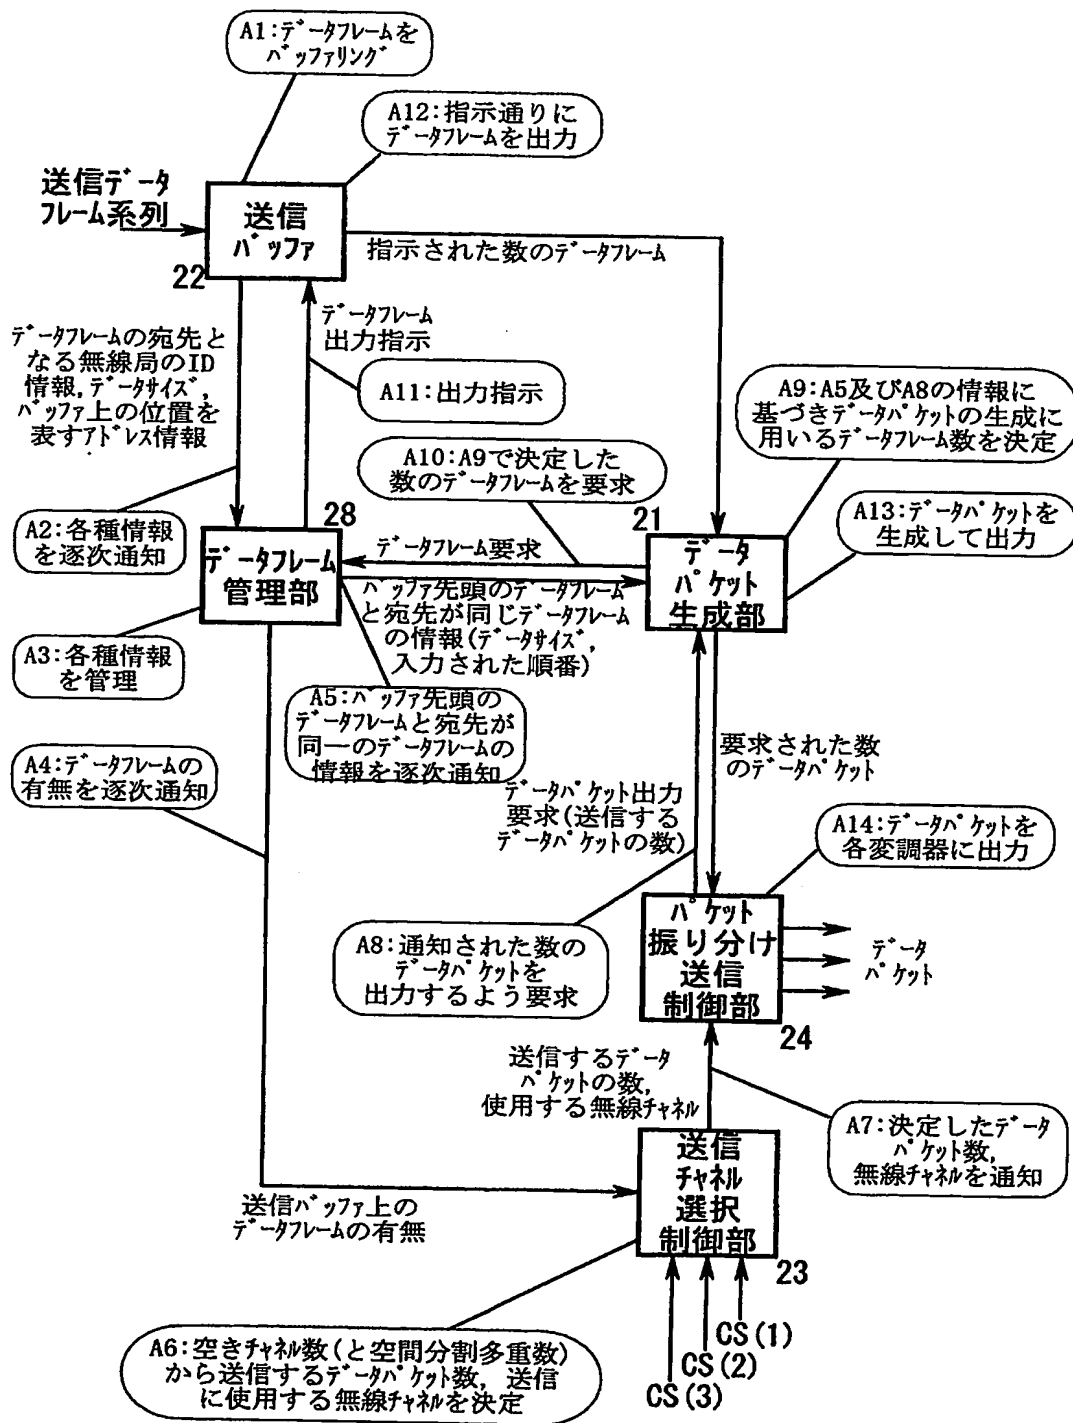 A1:データフレームを
バッファリング
A12:指示通りに
データフレームを出力
送信データ
フレーム系列
送信
バッファ
22
指示された数のデータフレーム
データフレームの宛先と
なる無線局のID
情報,データサイズ,
バッファ上の位置を
表すアドレス情報
データフレーム
出力指示
A11:出力指示
A9:A5及びA8の情報に
基づきデータパケットの生成に
用いるデータフレーム数を決定
A10:A9で決定した
数のデータフレームを要求
A2:各種情報
を逐次通知
28
データフレーム
管理部
データフレーム要求
21
データ
パケット
生成部
A13:データパケットを
生成して出力
バッファ先頭のデータフレーム
と宛先が同じデータフレーム
の情報(データサイズ,
入力された順番)
A3:各種情報
を管理
A5:バッファ先頭の
データフレームと宛先が
同一のデータフレームの
情報を逐次通知
A4:データフレームの
有無を逐次通知
要求された数
のデータパケット
データパケット出力
要求(送信する
データパケットの数)
A14:データパケットを
各変調器に出力
A8:通知された数の
データパケットを
出力するよう要求
パケット
振り分け
送信
制御部
24
データ
パケット
送信するデータ
パケットの数,
使用する無線チャネル
A7:決定したデータ
パケット数,
無線チャネルを通知
送信
チャネル
選択
制御部
23
送信バッファ上の
データフレームの有無
CS(1)
CS(2)
CS(3)
A6:空きチャネル数(と空間分割多重数)
から送信するデータパケット数, 送信
に使用する無線チャネルを決定